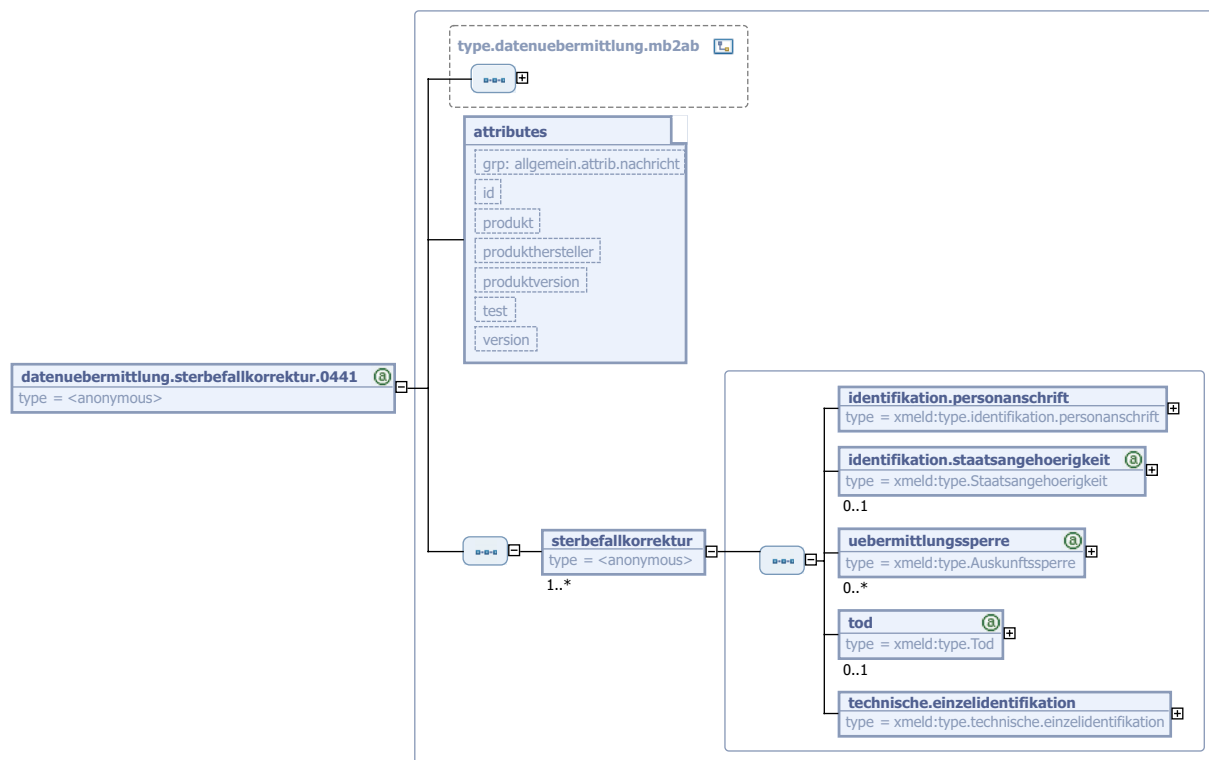 type.datenuebermittlung.mb2ab
attributes
grp: allgemein.attrib.nachricht
id
produkt
produkthersteller
produktversion
test
version
datenuebermittlung.sterbefallkorrektur.0441 a
type = <anonymous>
sterbefallkorrektur
type = <anonymous>
1..*
identifikation.personanschrift
type = xmeld:type.identifikation.personanschrift
identifikation.staatsangehoerigkeit a
type = xmeld:type.Staatsangehoerigkeit
0..1
uebermittlungssperre a
type = xmeld:type.Auskunftssperre
0..*
tod a
type = xmeld:type.Tod
0..1
technische.einzelidentifikation
type = xmeld:type.technische.einzelidentifikation